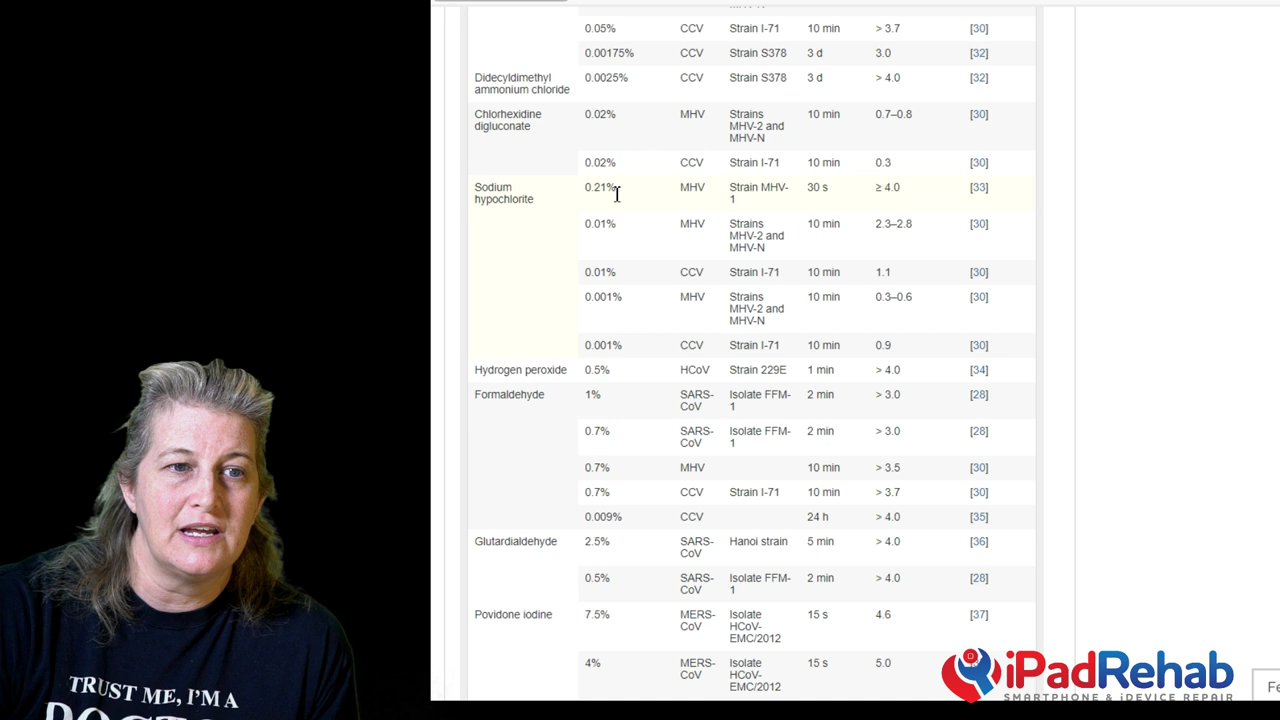 0.05% CCV Strain I-71 10 min > 3.7 [30]
0.00175% CCV Strain S378 3 d 3.0 [32]
Didecyldimethyl 0.0025% CCV Strain S378 3 d > 4.0 [32]
ammonium chloride
Chlorhexidine 0.02% MHV Strains 10 min 0.7–0.8 [30]
digluconate MHV-2 and
MHV-N
0.02% CCV Strain I-71 10 min 0.3 [30]
Sodium 0.21% MHV Strain MHV- 30 s ≥ 4.0 [33]
hypochlorite 1
0.01% MHV Strains 10 min 2.3–2.8 [30]
MHV-2 and
MHV-N
0.01% CCV Strain I-71 10 min 1.1 [30]
0.001% MHV Strains 10 min 0.3–0.6 [30]
MHV-2 and
MHV-N
0.001% CCV Strain I-71 10 min 0.9 [30]
Hydrogen peroxide 0.5% HCoV Strain 229E 1 min > 4.0 [34]
Formaldehyde 1% SARS- Isolate FFM- 2 min > 3.0 [28]
CoV 1
0.7% SARS- Isolate FFM- 2 min > 3.0 [28]
CoV 1
0.7% MHV 10 min > 3.5 [30]
0.7% CCV Strain I-71 10 min > 3.7 [30]
0.009% CCV 24 h > 4.0 [35]
Glutardialdehyde 2.5% SARS- Hanoi strain 5 min > 4.0 [36]
CoV
0.5% SARS- Isolate FFM- 2 min > 4.0 [28]
CoV 1
Povidone iodine 7.5% MERS- Isolate 15 s 4.6 [37]
CoV HCoV-
EMC/2012
4% MERS- Isolate 15 s 5.0
CoV HCoV-
EMC/2012
iPadRehab
SMARTPHONE & iDEVICE REPAIR
Fe
TRUST ME, I'M A